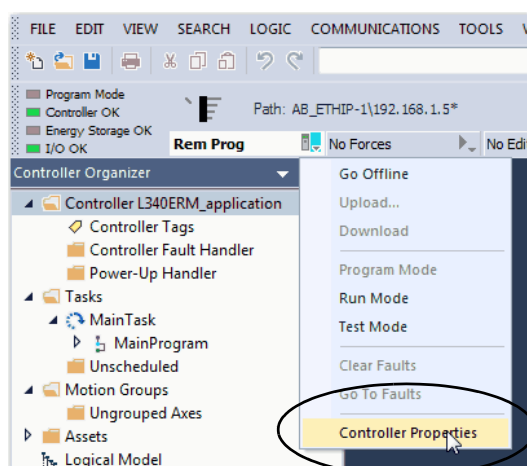 FILE EDIT VIEW SEARCH LOGIC COMMUNICATIONS TOOLS
Program Mode
Controller OK
Energy Storage OK
I/O OK
Path: AB_ETHIP-1\192.168.1.5*
Rem Prog
No Forces
No Edi
Controller Organizer
Controller L340ERM_application
Controller Tags
Controller Fault Handler
Power-Up Handler
Tasks
MainTask
MainProgram
Unscheduled
Motion Groups
Ungrouped Axes
Assets
Logical Model
Go Offline
Upload...
Download
Program Mode
Run Mode
Test Mode
Clear Faults
Go To Faults
Controller Properties